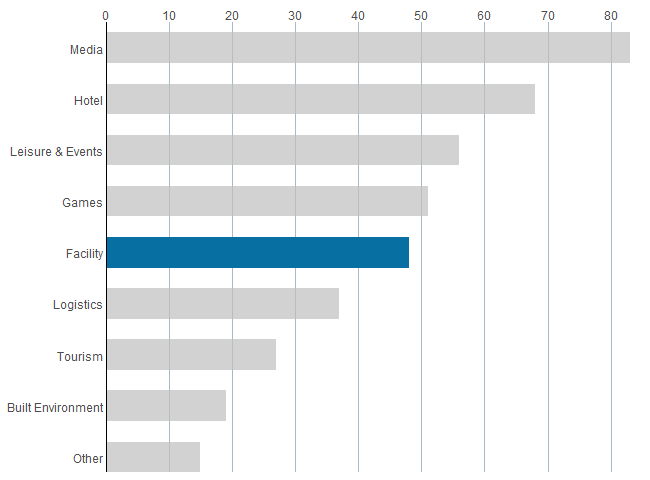 0 10 20 30 40 50 60 70 80
Media
Hotel
Leisure & Events
Games
Facility
Logistics
Tourism
Built Environment
Other